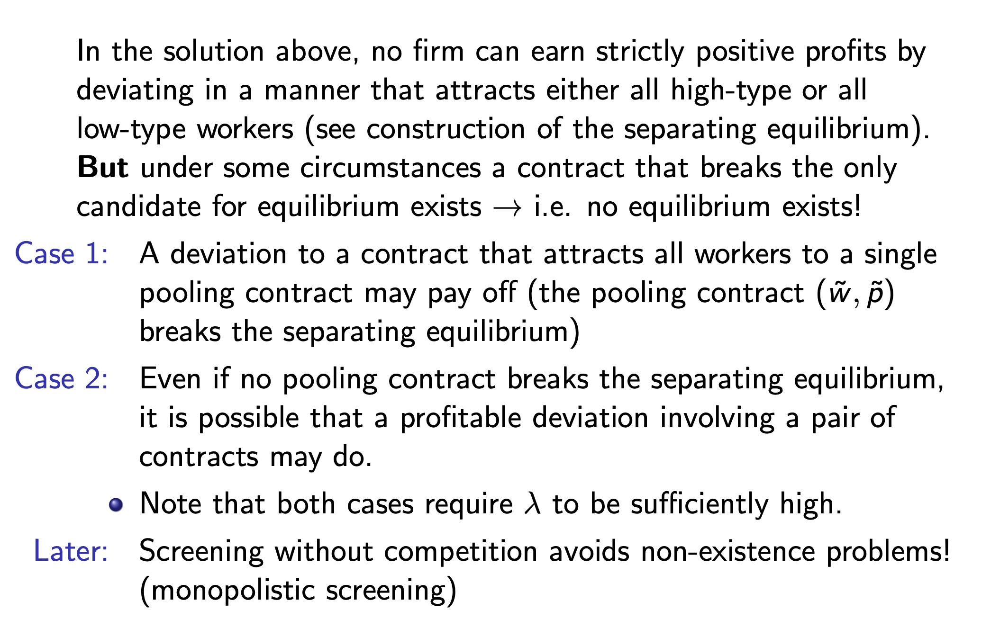 In the solution above, no firm can earn strictly positive profits by
deviating in a manner that attracts either all high-type or all
low-type workers (see construction of the separating equilibrium).
But under some circumstances a contract that breaks the only
candidate for equilibrium exists → i.e. no equilibrium exists!
Case 1: A deviation to a contract that attracts all workers to a single
pooling contract may pay off (the pooling contract (w̃, p̃)
breaks the separating equilibrium)
Case 2: Even if no pooling contract breaks the separating equilibrium,
it is possible that a profitable deviation involving a pair of
contracts may do.
● Note that both cases require λ to be sufficiently high.
Later: Screening without competition avoids non-existence problems!
(monopolistic screening)